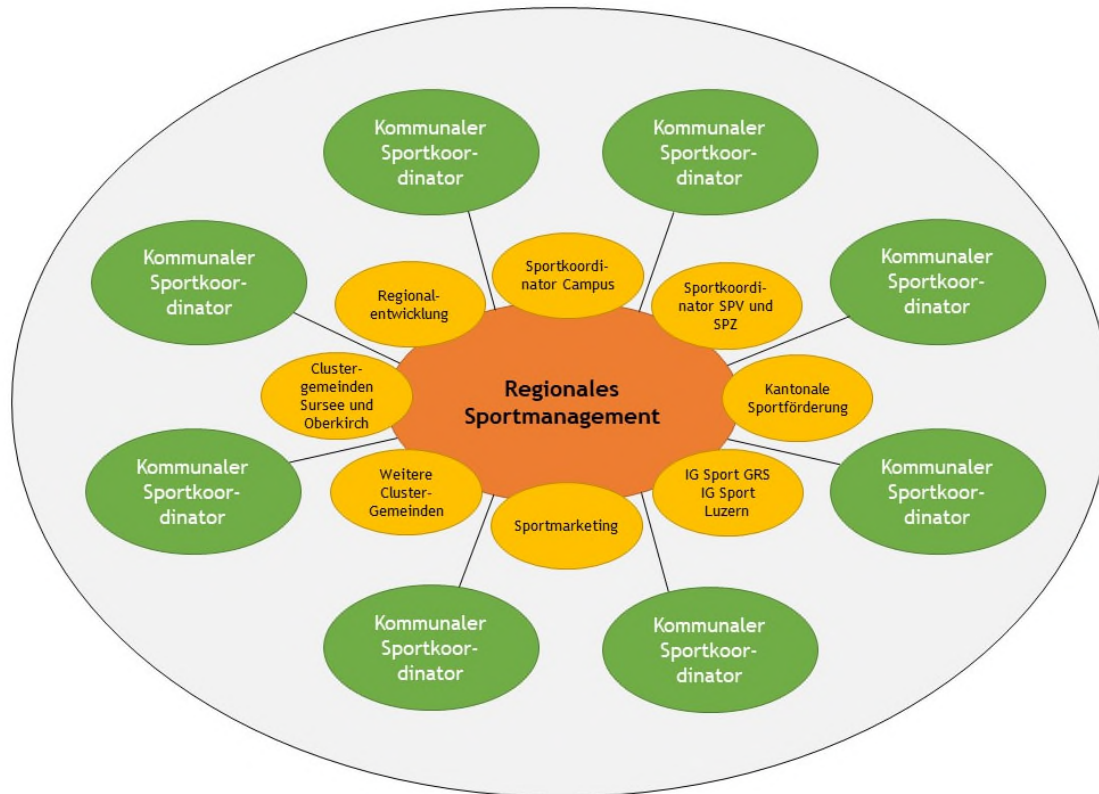 Kommunaler
Sportkoor-
dinator
Kommunaler
Sportkoor-
dinator
Kommunaler
Sportkoor-
dinator
Kommunaler
Sportkoor-
dinator
Sportkoordi-
nator Campus
Regional-
entwicklung
Sportkoordi-
nator SPV und
SPZ
Cluster-
gemeinden
Sursee und
Oberkirch
Regionales
Sportmanagement
Kantonale
Sportförderung
Kommunaler
Sportkoor-
dinator
Weitere
Cluster-
Gemeinden
Sportmarketing
IG Sport GRS
IG Sport
Luzern
Kommunaler
Sportkoor-
dinator
Kommunaler
Sportkoor-
dinator
Kommunaler
Sportkoor-
dinator